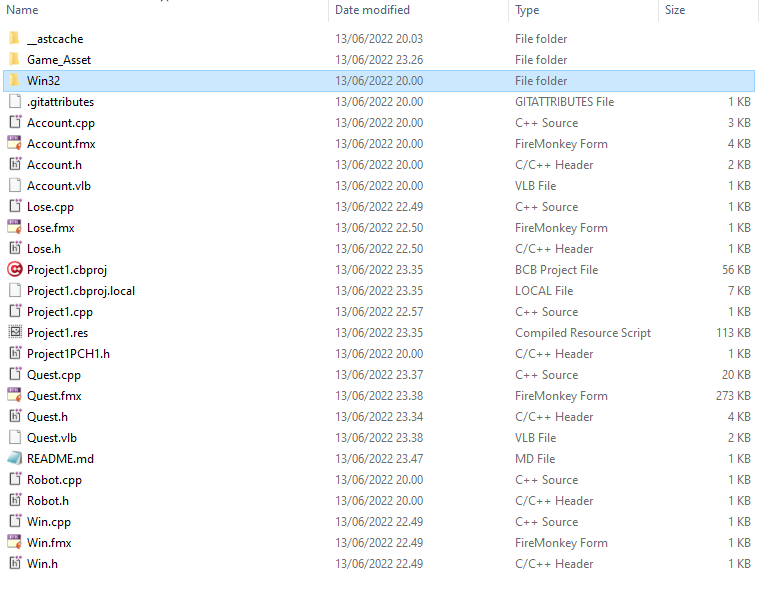 Name Date modified Type Size
__astcache 13/06/2022 20.03 File folder
Game_Asset 13/06/2022 23.26 File folder
Win32 13/06/2022 20.00 File folder
.gitattributes 13/06/2022 20.00 GITATTRIBUTES File 1 KB
Account.cpp 13/06/2022 20.00 C++ Source 3 KB
Account.fmx 13/06/2022 20.00 FireMonkey Form 4 KB
Account.h 13/06/2022 20.00 C/C++ Header 2 KB
Account.vlb 13/06/2022 20.00 VLB File 1 KB
Lose.cpp 13/06/2022 22.49 C++ Source 1 KB
Lose.fmx 13/06/2022 22.50 FireMonkey Form 1 KB
Lose.h 13/06/2022 22.50 C/C++ Header 1 KB
Project1.cbproj 13/06/2022 23.35 BCB Project File 56 KB
Project1.cbproj.local 13/06/2022 23.35 LOCAL File 7 KB
Project1.cpp 13/06/2022 22.57 C++ Source 1 KB
Project1.res 13/06/2022 23.35 Compiled Resource Script 113 KB
Project1PCH1.h 13/06/2022 20.00 C/C++ Header 1 KB
Quest.cpp 13/06/2022 23.37 C++ Source 20 KB
Quest.fmx 13/06/2022 23.38 FireMonkey Form 273 KB
Quest.h 13/06/2022 23.34 C/C++ Header 4 KB
Quest.vlb 13/06/2022 23.38 VLB File 2 KB
README.md 13/06/2022 23.47 MD File 1 KB
Robot.cpp 13/06/2022 20.00 C++ Source 1 KB
Robot.h 13/06/2022 20.00 C/C++ Header 1 KB
Win.cpp 13/06/2022 22.49 C++ Source 1 KB
Win.fmx 13/06/2022 22.49 FireMonkey Form 1 KB
Win.h 13/06/2022 22.49 C/C++ Header 1 KB